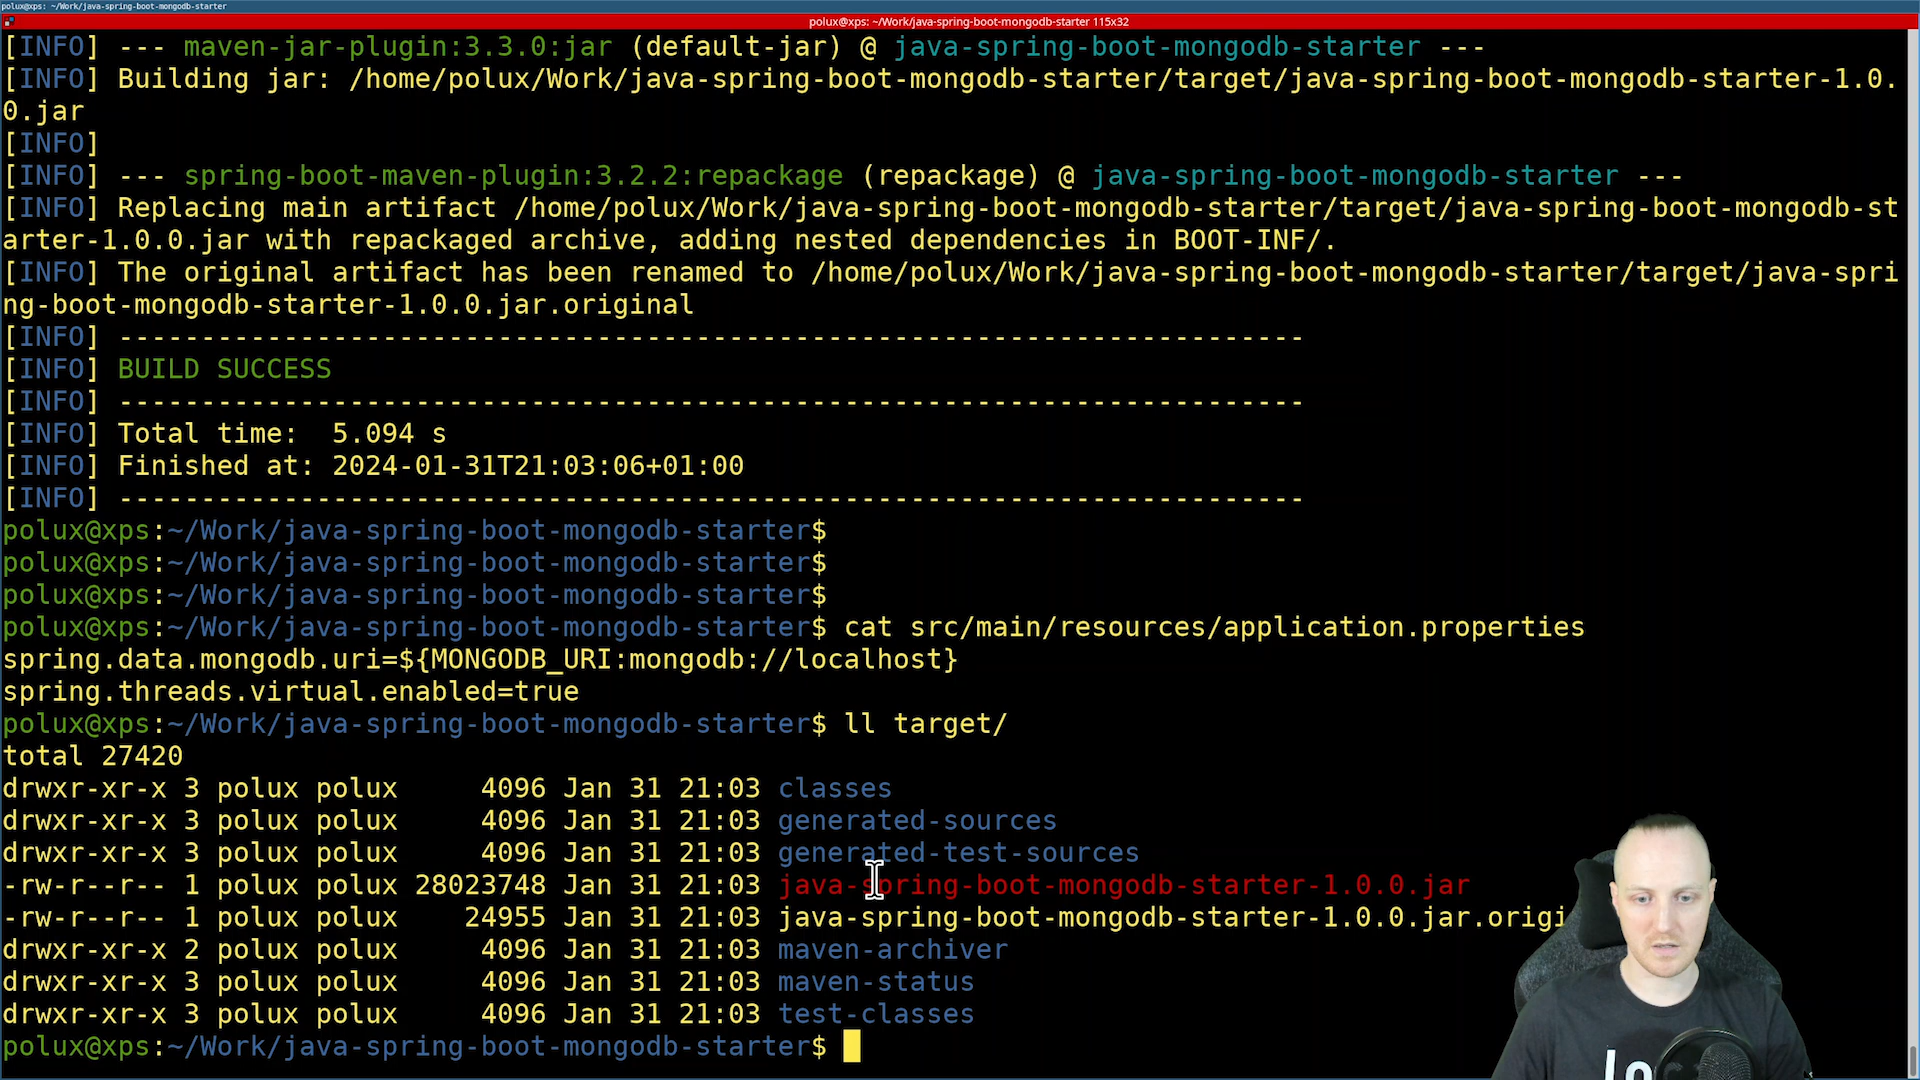 polux@xps: ~/Work/java-spring-boot-mongodb-starter
polux@xps: ~/Work/java-spring-boot-mongodb-starter 115x32
[INFO] --- maven-jar-plugin:3.3.0:jar (default-jar) @ java-spring-boot-mongodb-starter ---
[INFO] Building jar: /home/polux/Work/java-spring-boot-mongodb-starter/target/java-spring-boot-mongodb-starter-1.0.
0.jar
[INFO]
[INFO] --- spring-boot-maven-plugin:3.2.2:repackage (repackage) @ java-spring-boot-mongodb-starter ---
[INFO] Replacing main artifact /home/polux/Work/java-spring-boot-mongodb-starter/target/java-spring-boot-mongodb-st
arter-1.0.0.jar with repackaged archive, adding nested dependencies in BOOT-INF/.
[INFO] The original artifact has been renamed to /home/polux/Work/java-spring-boot-mongodb-starter/target/java-spri
ng-boot-mongodb-starter-1.0.0.jar.original
[INFO] ------------------------------------------------------------------------
[INFO] BUILD SUCCESS
[INFO] ------------------------------------------------------------------------
[INFO] Total time:  5.094 s
[INFO] Finished at: 2024-01-31T21:03:06+01:00
[INFO] ------------------------------------------------------------------------
polux@xps:~/Work/java-spring-boot-mongodb-starter$
polux@xps:~/Work/java-spring-boot-mongodb-starter$
polux@xps:~/Work/java-spring-boot-mongodb-starter$
polux@xps:~/Work/java-spring-boot-mongodb-starter$ cat src/main/resources/application.properties
spring.data.mongodb.uri=${MONGODB_URI:mongodb://localhost}
spring.threads.virtual.enabled=true
polux@xps:~/Work/java-spring-boot-mongodb-starter$ ll target/
total 27420
drwxr-xr-x 3 polux polux     4096 Jan 31 21:03 classes
drwxr-xr-x 3 polux polux     4096 Jan 31 21:03 generated-sources
drwxr-xr-x 3 polux polux     4096 Jan 31 21:03 generated-test-sources
-rw-r--r-- 1 polux polux 28023748 Jan 31 21:03 java-spring-boot-mongodb-starter-1.0.0.jar
-rw-r--r-- 1 polux polux    24955 Jan 31 21:03 java-spring-boot-mongodb-starter-1.0.0.jar.origi
drwxr-xr-x 2 polux polux     4096 Jan 31 21:03 maven-archiver
drwxr-xr-x 3 polux polux     4096 Jan 31 21:03 maven-status
drwxr-xr-x 3 polux polux     4096 Jan 31 21:03 test-classes
polux@xps:~/Work/java-spring-boot-mongodb-starter$